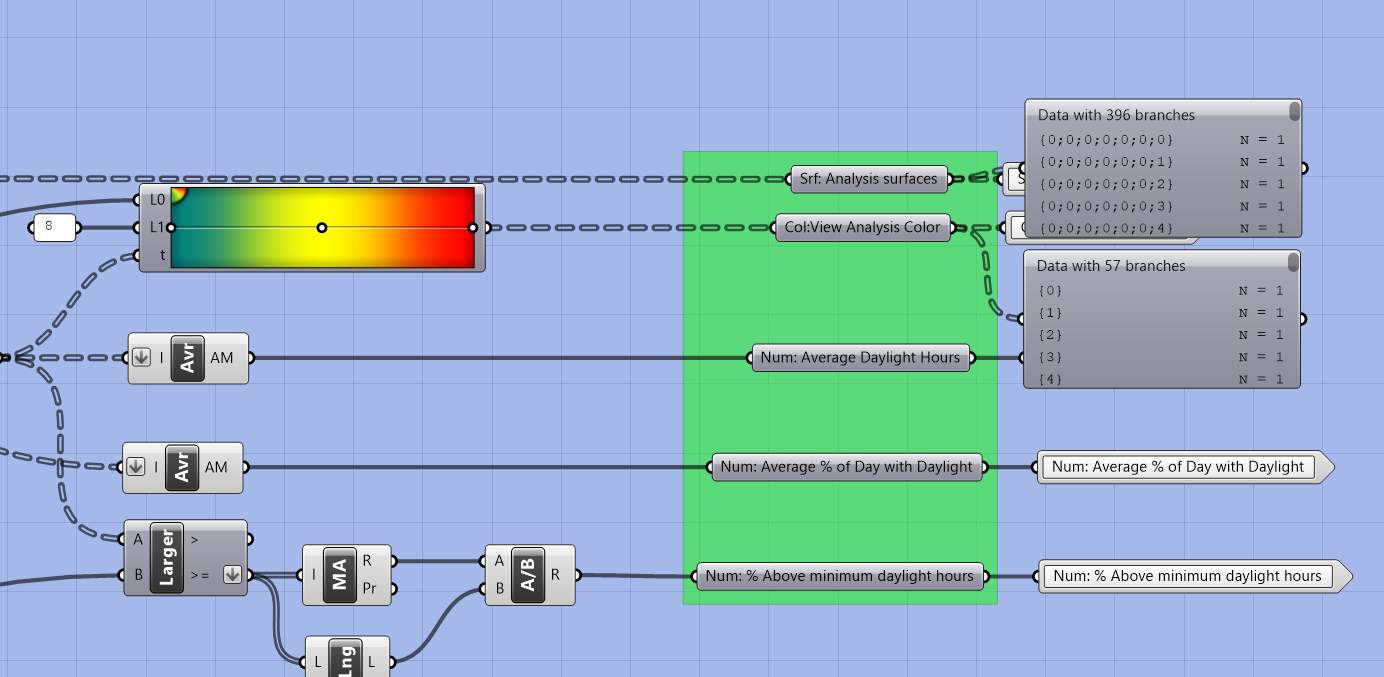 Data with 396 branches
{0;0;0;0;0;0;0} N = 1
{0;0;0;0;0;0;1} N = 1
{0;0;0;0;0;0;2} N = 1
{0;0;0;0;0;0;3} N = 1
{0;0;0;0;0;0;4} N = 1
Srf: Analysis surfaces
L0
8
L1
t
Col:View Analysis Color
Data with 57 branches
{0} N = 1
{1} N = 1
{2} N = 1
{3} N = 1
{4} N = 1
I Avr AM
Num: Average Daylight Hours
I Avr AM
Num: Average % of Day with Daylight
Num: Average % of Day with Daylight
A Larger >
B >=
I MA R
Pr
A A/B R
B
Num: % Above minimum daylight hours
Num: % Above minimum daylight hours
L Lng L